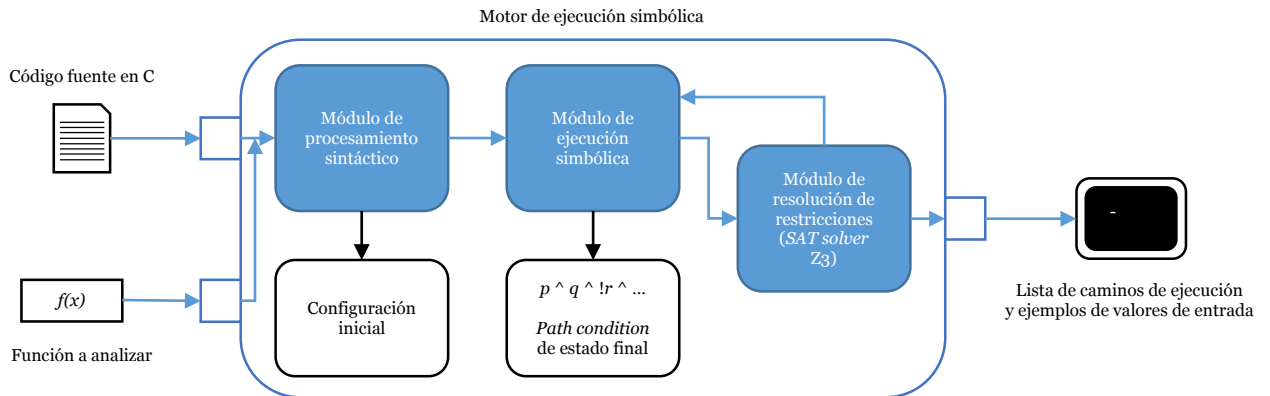 Motor de ejecución simbólica
Código fuente en C
Módulo de
procesamiento
sintáctico
Módulo de
ejecución
simbólica
Módulo de
resolución de
restricciones
(SAT solver
Z3)
-
f(x)
Función a analizar
Configuración
inicial
p ^ q ^ !r ^ ...
Path condition
de estado final
Lista de caminos de ejecución
y ejemplos de valores de entrada